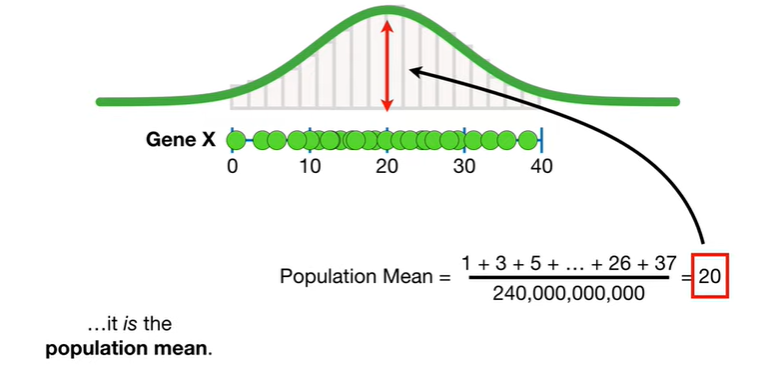 Gene X
0 10 20 30 40
Population Mean = 1 + 3 + 5 + … + 26 + 37 / 240,000,000,000 = 20
…it is the
population mean.